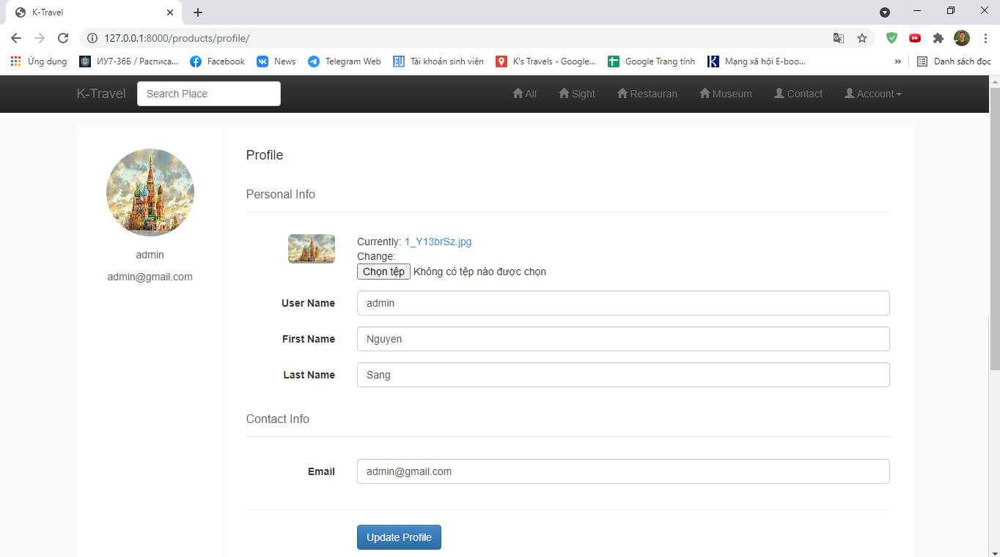 K-Travel
127.0.0.1:8000/products/profile/
Ứng dụng ИУ7-36Б / Расписа... Facebook News Telegram Web Tài khoản sinh viên K's Travels - Google... Google Trang tính Mạng xã hội E-boo... » Danh sách đọc
K-Travel Search Place All Sight Restauran Museum Contact Account
Profile
Personal Info
Currently: 1_Y13brSz.jpg
Change:
Chọn tệp Không có tệp nào được chọn
admin
admin@gmail.com
User Name admin
First Name Nguyen
Last Name Sang
Contact Info
Email admin@gmail.com
Update Profile